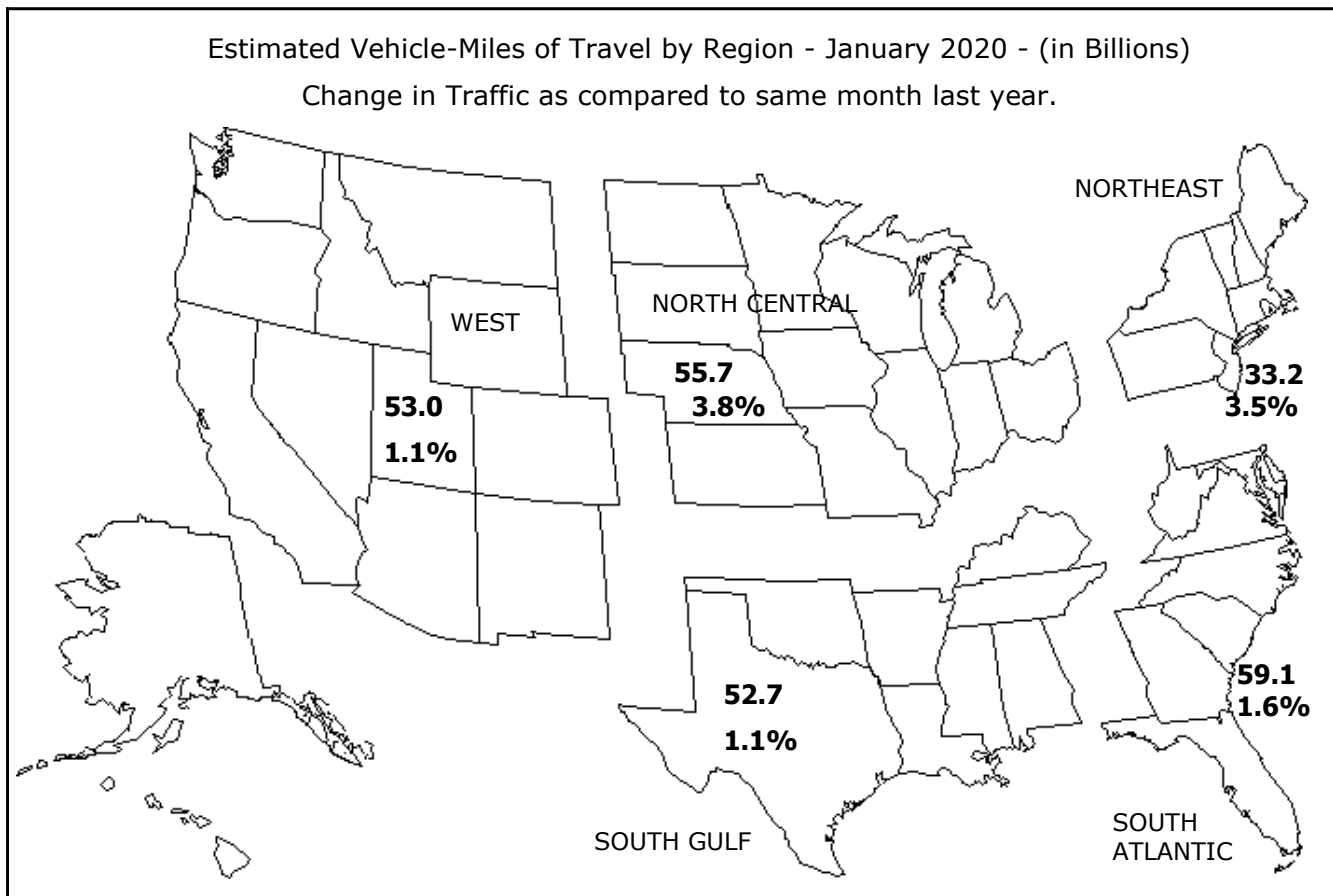 Estimated Vehicle-Miles of Travel by Region - January 2020 - (in Billions)
Change in Traffic as compared to same month last year.
NORTHEAST
33.2
3.5%
NORTH CENTRAL
55.7
3.8%
WEST
53.0
1.1%
SOUTH GULF
52.7
1.1%
SOUTH
ATLANTIC
59.1
1.6%